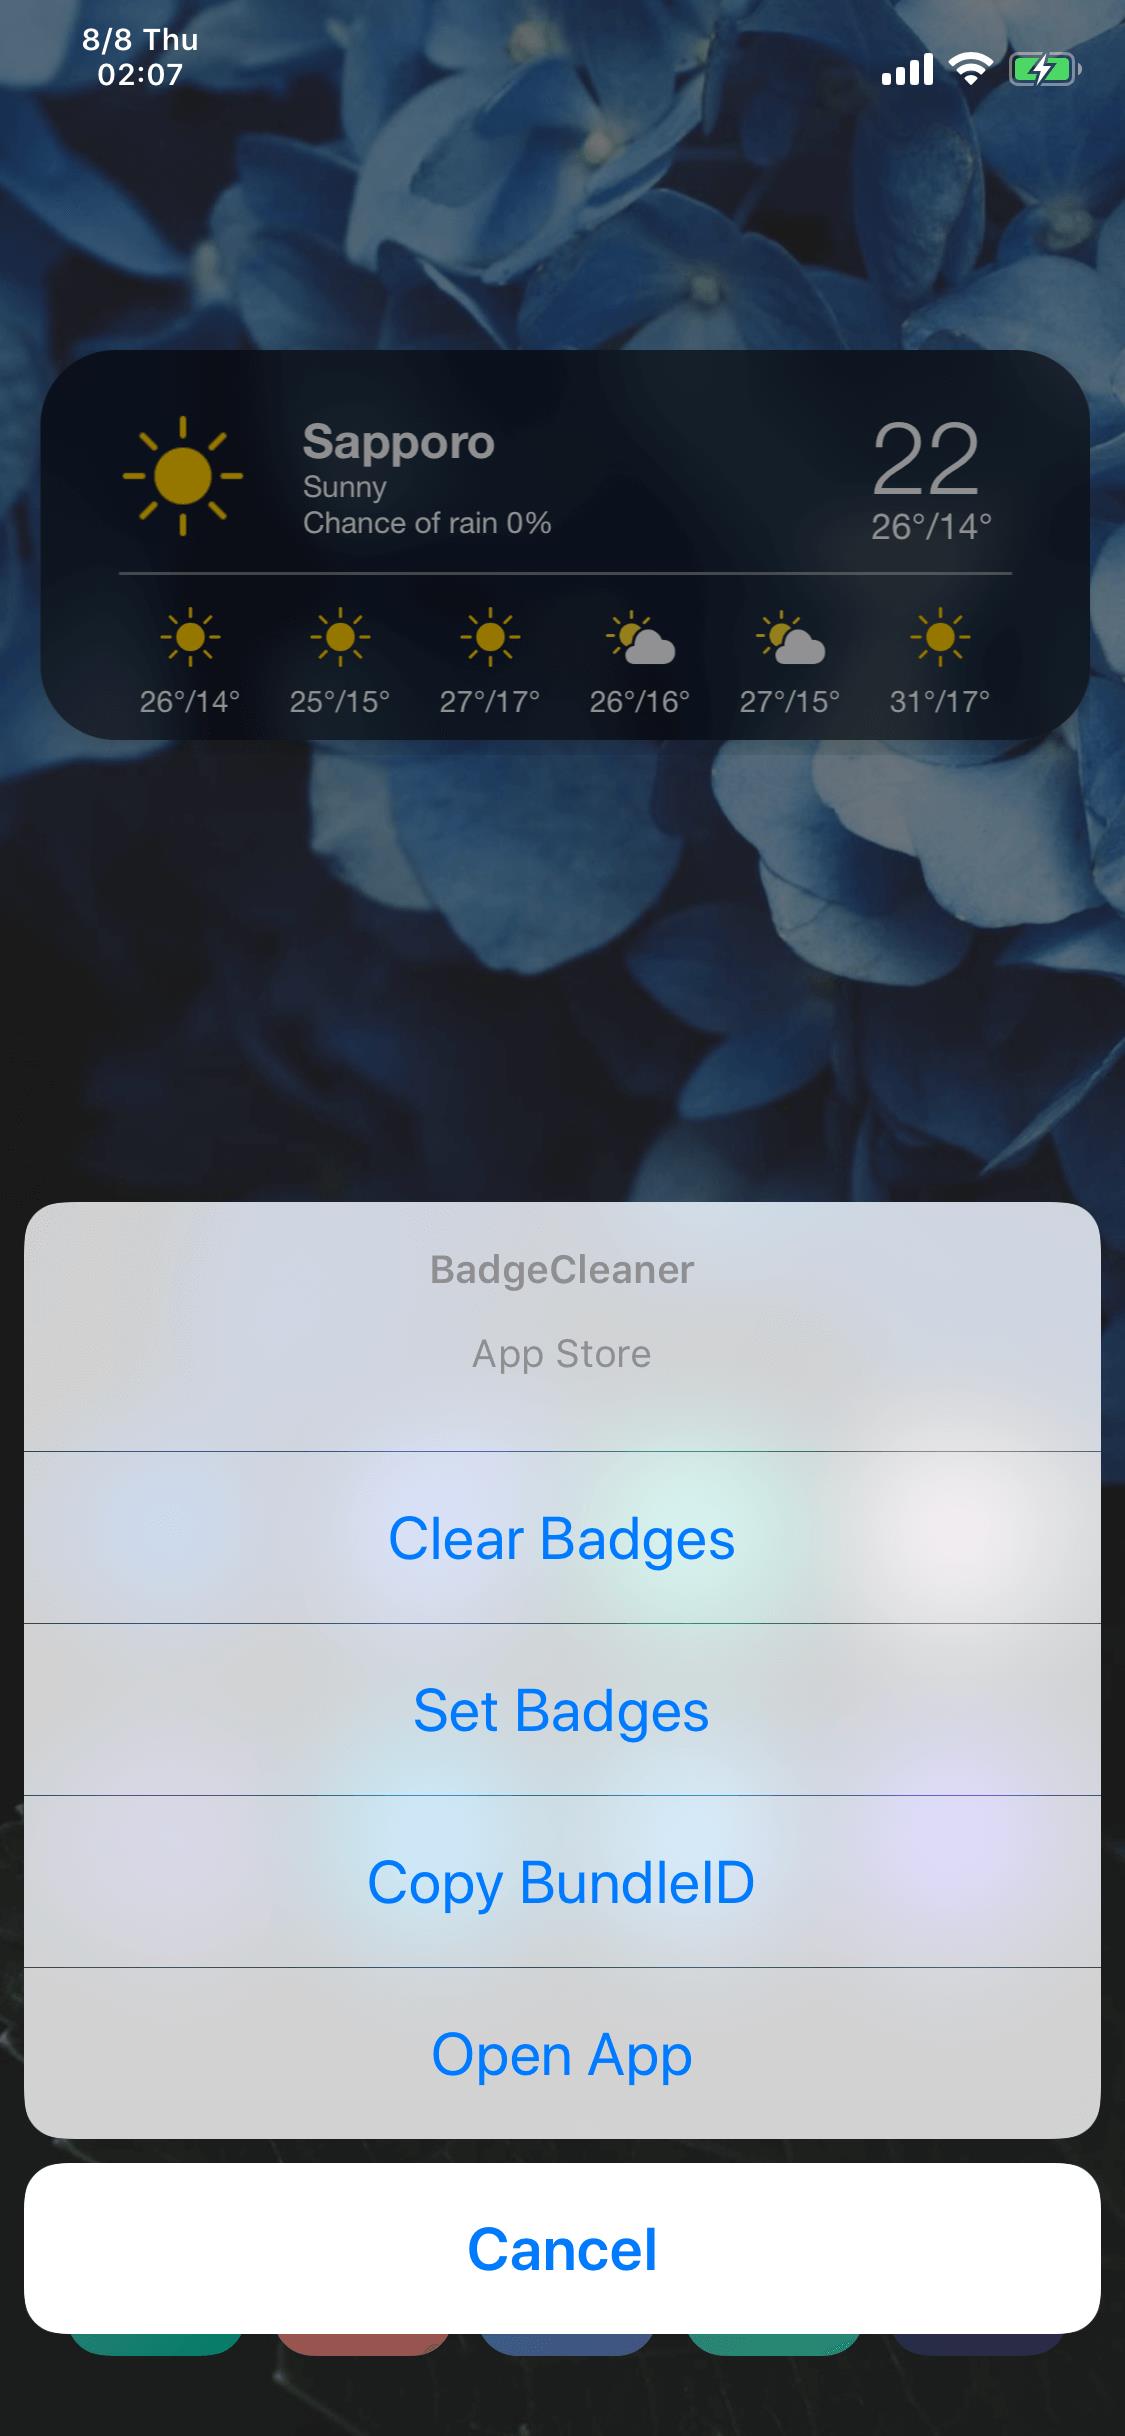 8/8 Thu
02:07
Sapporo
Sunny
Chance of rain 0%
22
26°/14°
26°/14° 25°/15° 27°/17° 26°/16° 27°/15° 31°/17°
BadgeCleaner
App Store
Clear Badges
Set Badges
Copy BundleID
Open App
Cancel